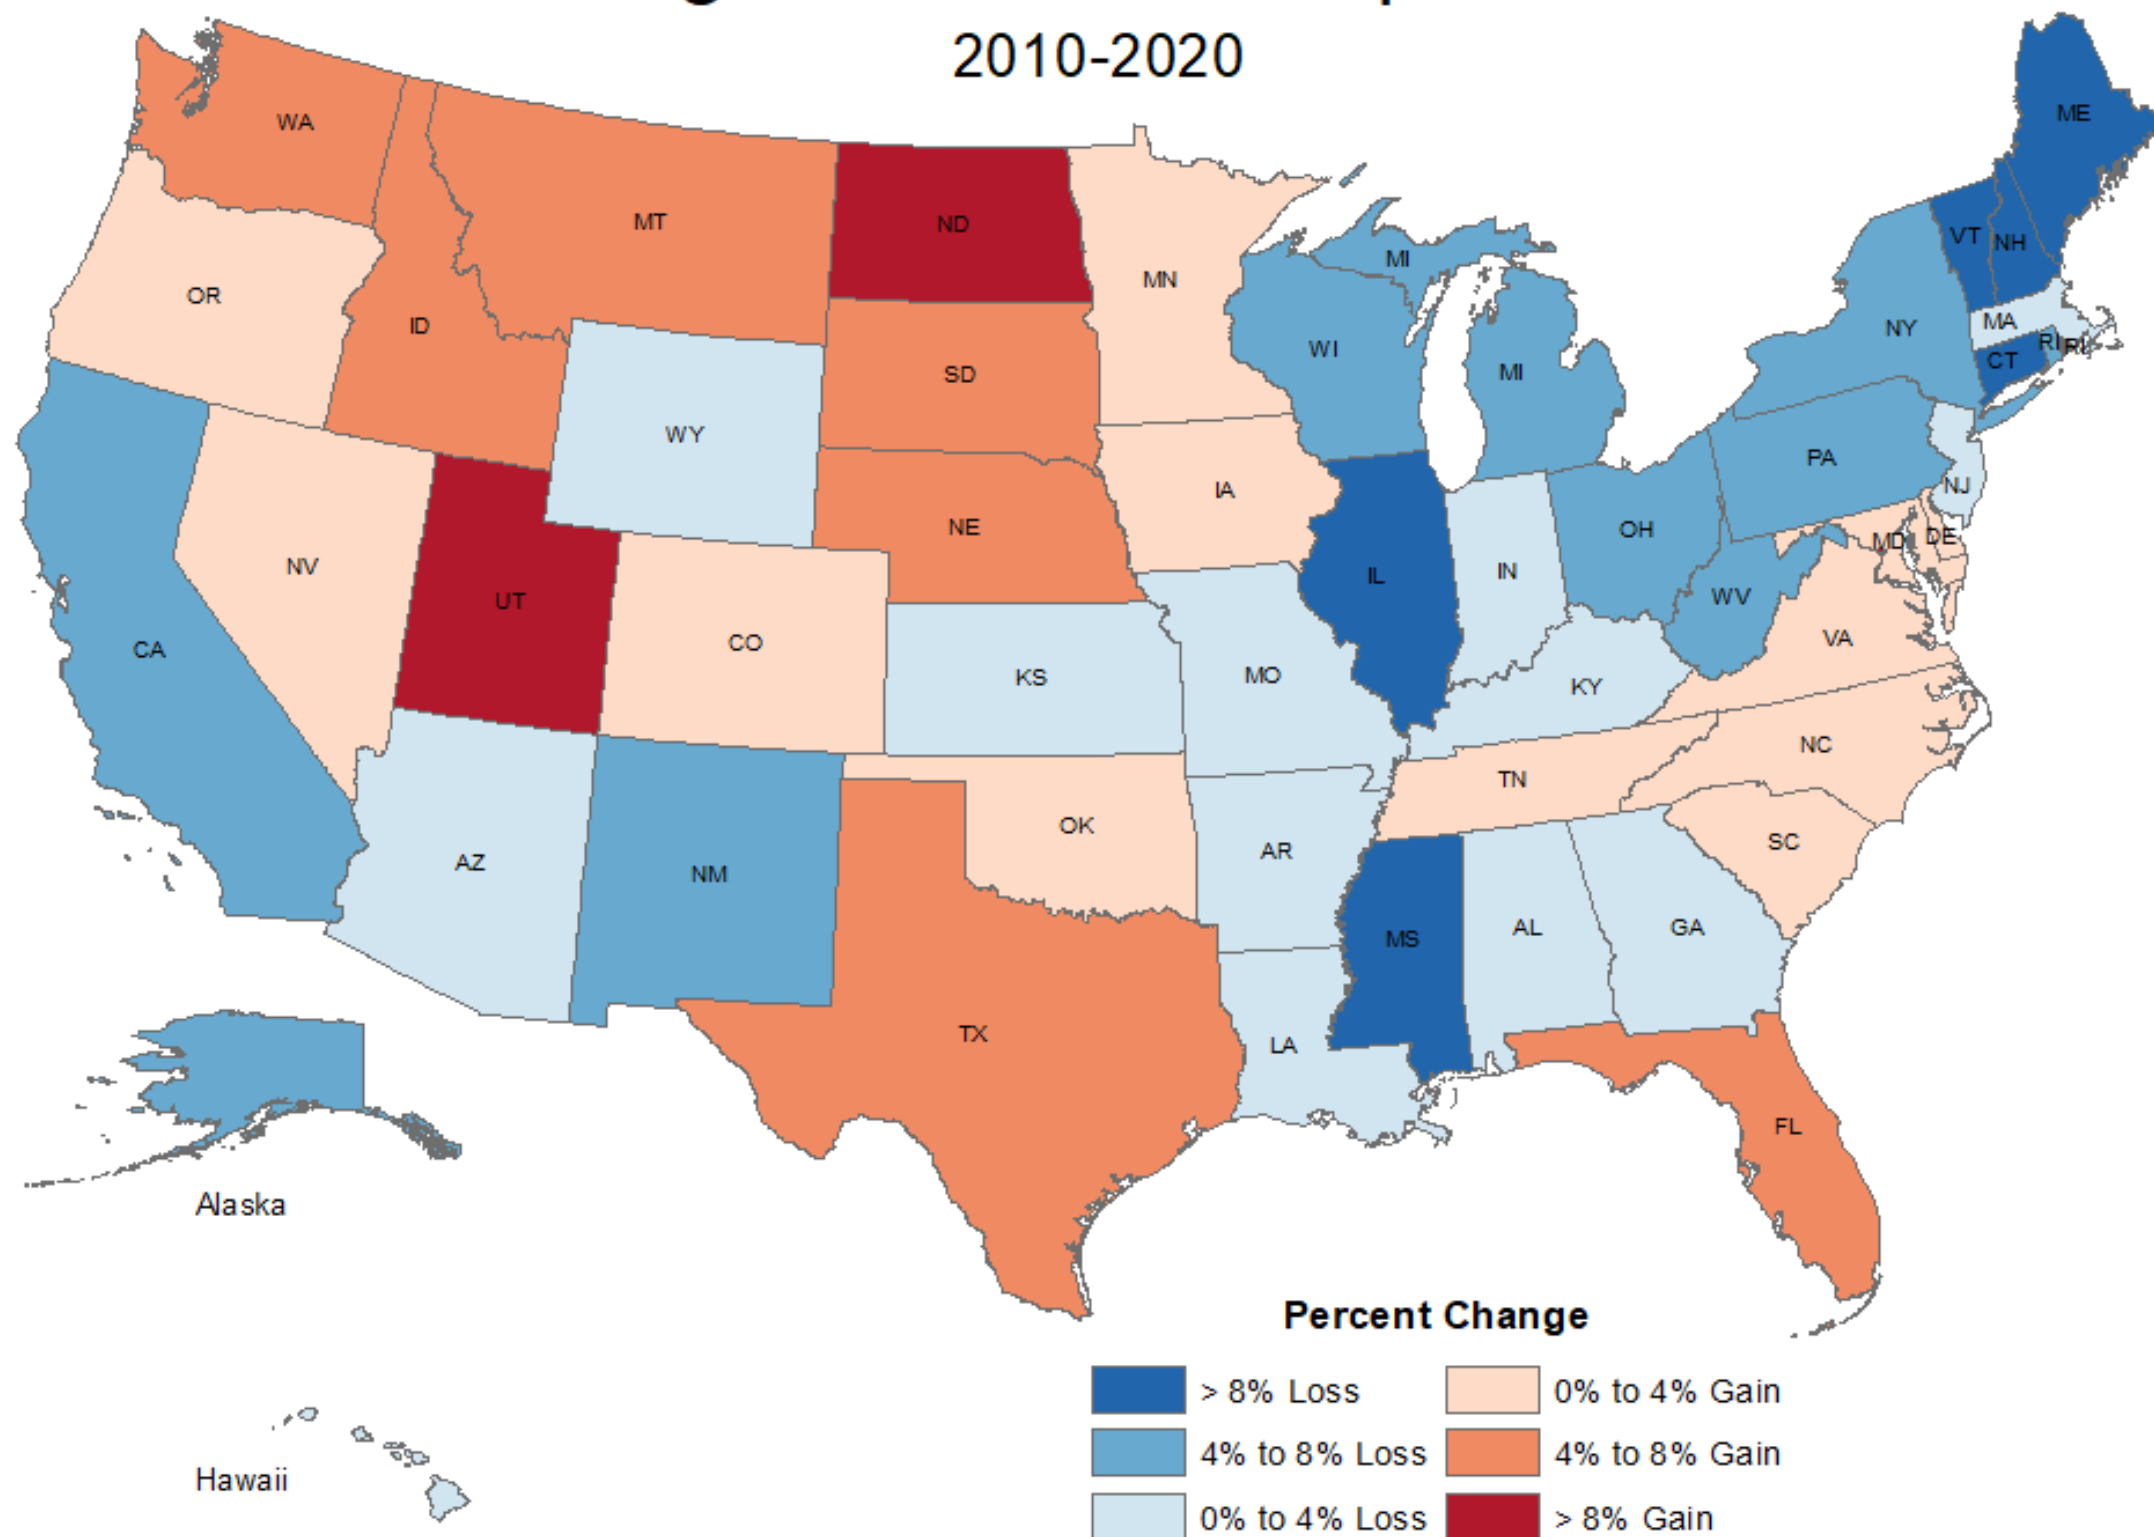 2010-2020
WA
MT
ND
MN
OR
ID
SD
WY
WI
MI
MI
NY
VT
NH
ME
MA
CT
RI
RI
PA
NJ
IA
NE
NV
UT
CO
CA
KS
MO
IL
IN
OH
WV
MD
DE
VA
KY
NC
TN
SC
OK
AR
AZ
NM
MS
AL
GA
TX
LA
FL
Alaska
Hawaii
Percent Change
> 8% Loss
0% to 4% Gain
4% to 8% Loss
4% to 8% Gain
0% to 4% Loss
> 8% Gain